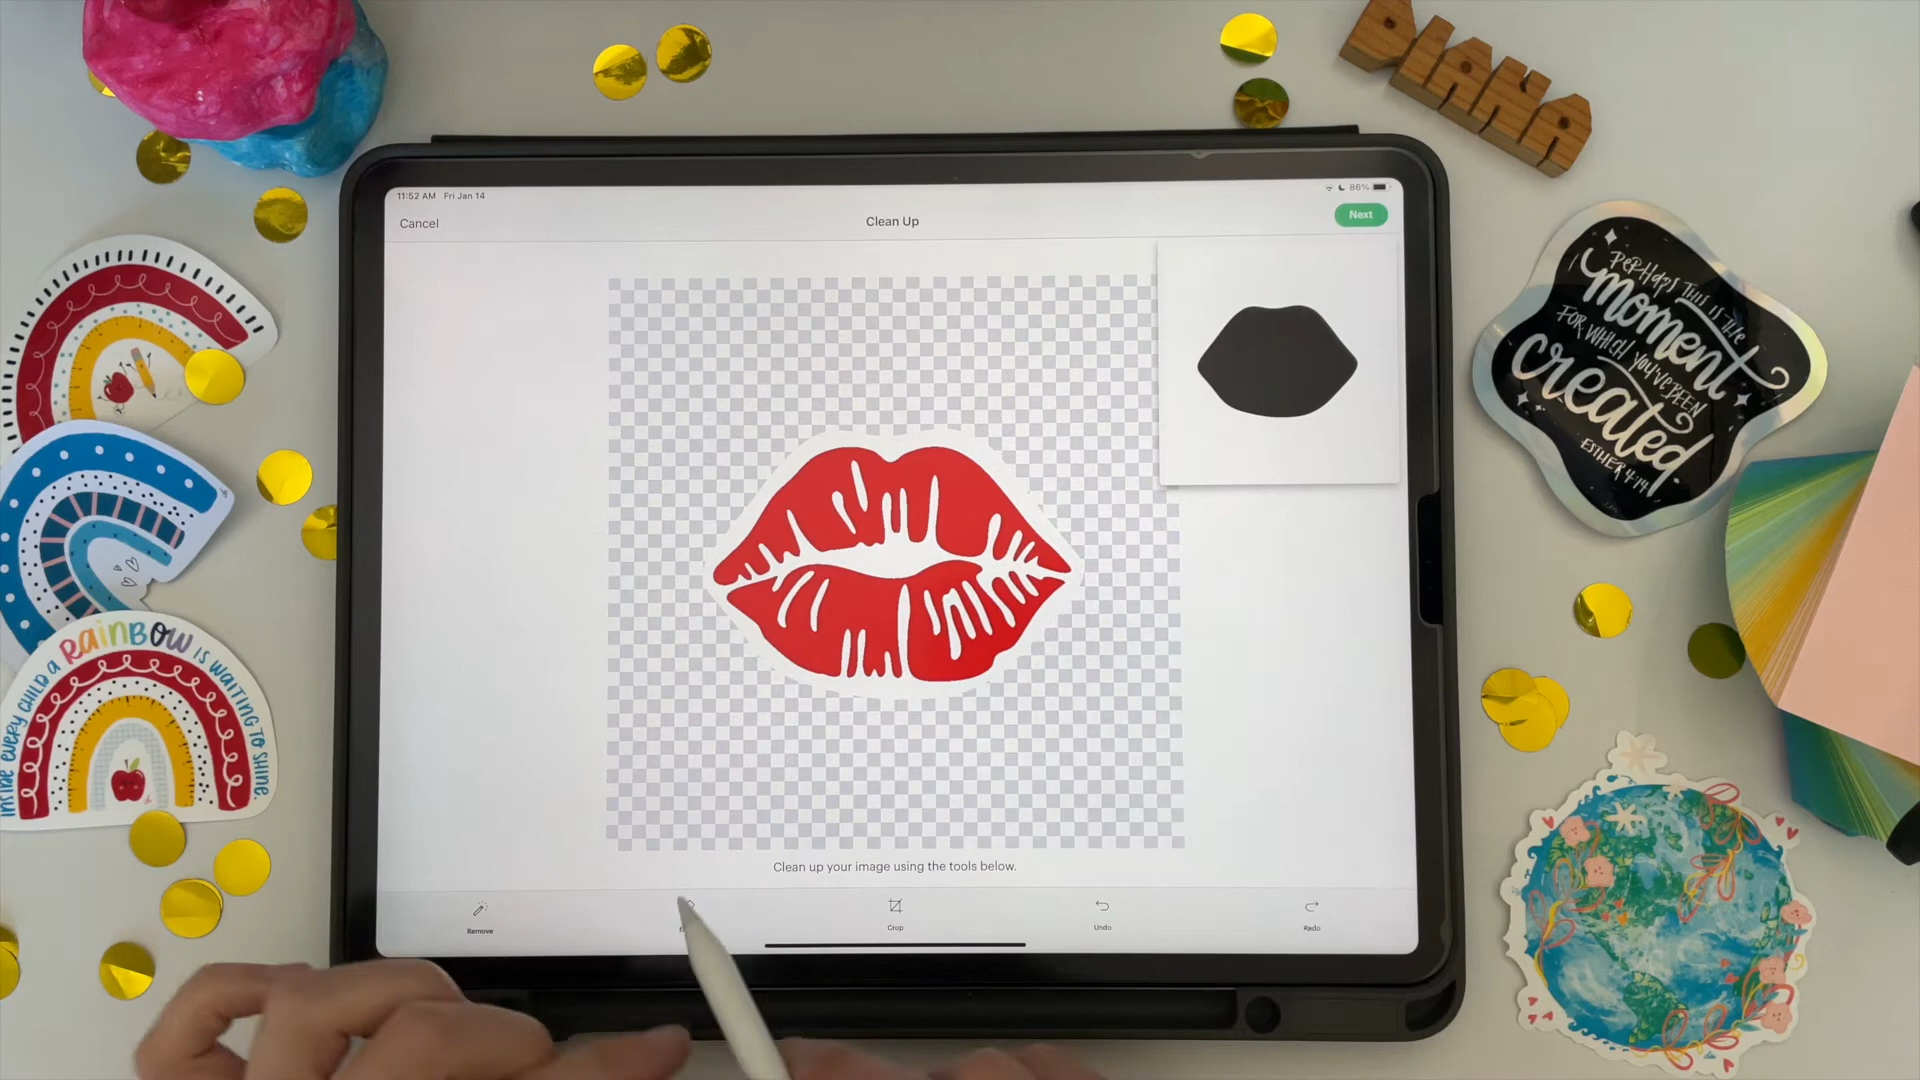 DIANA
11:52 AM Fri Jan 14
86%
Cancel
Clean Up
Next
Clean up your image using the tools below.
Remove
Crop
Undo
Redo
PERHAPS THIS IS THE
moment
FOR WHICH YOU'VE BEEN
created
ESTHER 4:14
INSIDE EVERY CHILD A RAINBOW IS WAITING TO SHINE.